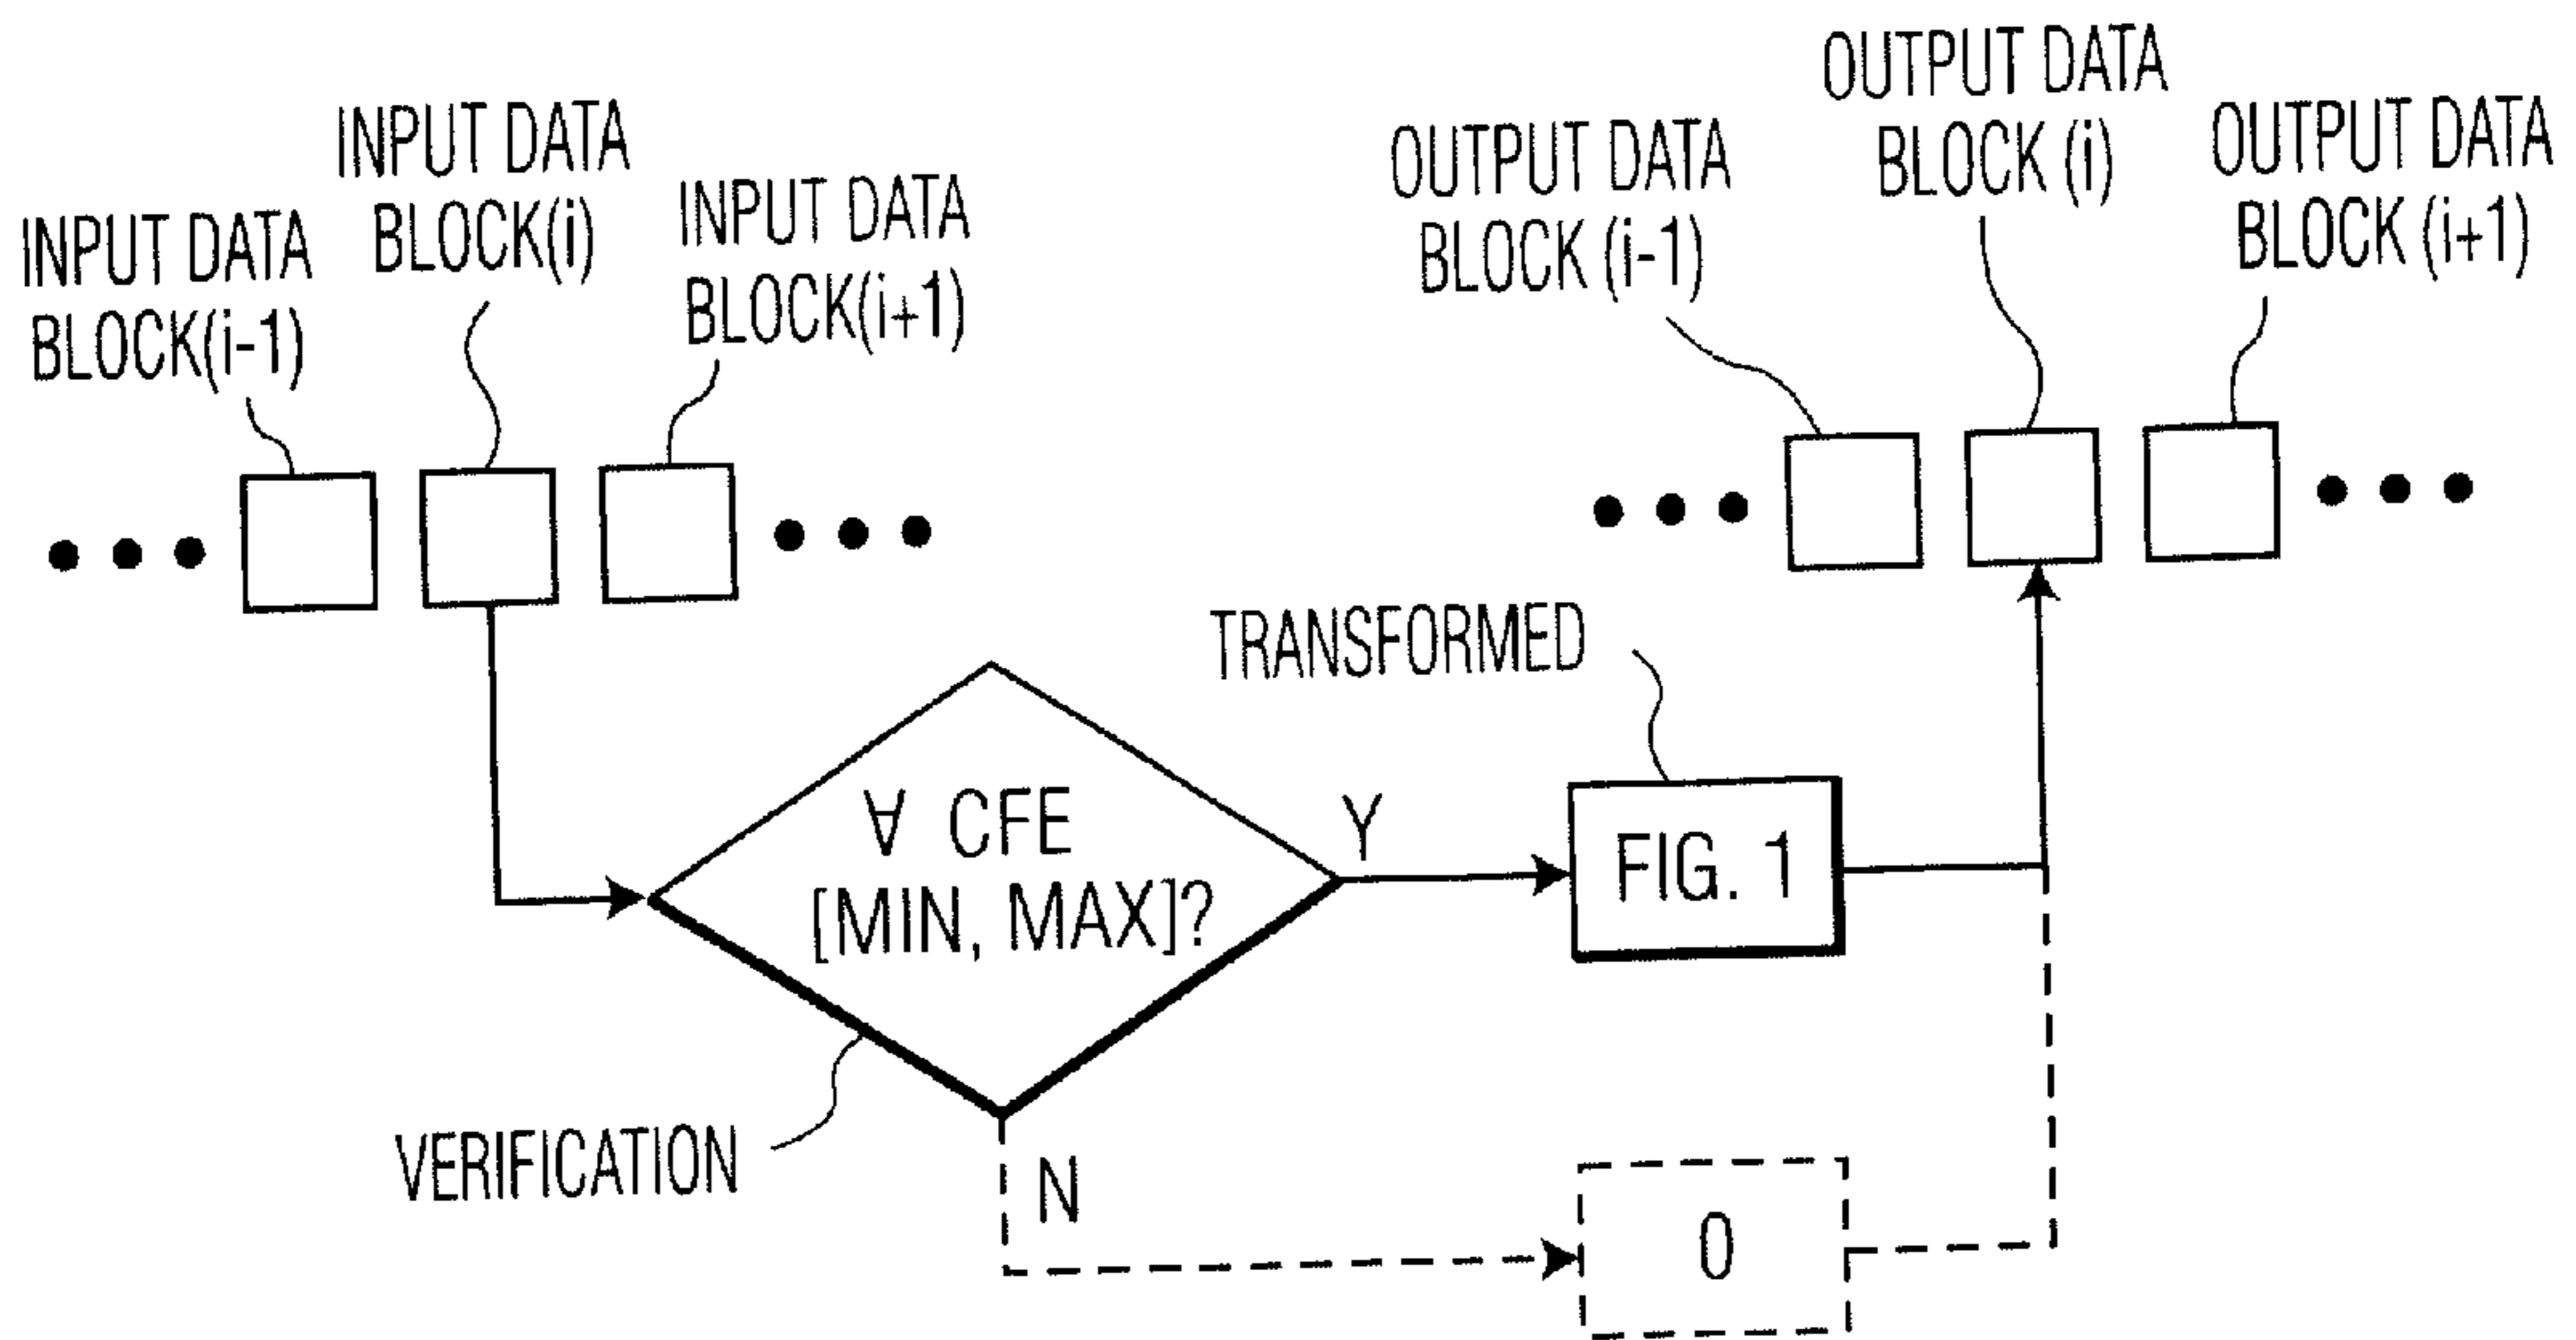 INPUT DATA
BLOCK(i-1)
INPUT DATA
BLOCK(i)
INPUT DATA
BLOCK(i+1)
OUTPUT DATA
BLOCK (i-1)
OUTPUT DATA
BLOCK (i)
OUTPUT DATA
BLOCK (i+1)
TRANSFORMED
∀ CFE
[MIN, MAX]?
Y
FIG. 1
VERIFICATION
N
0